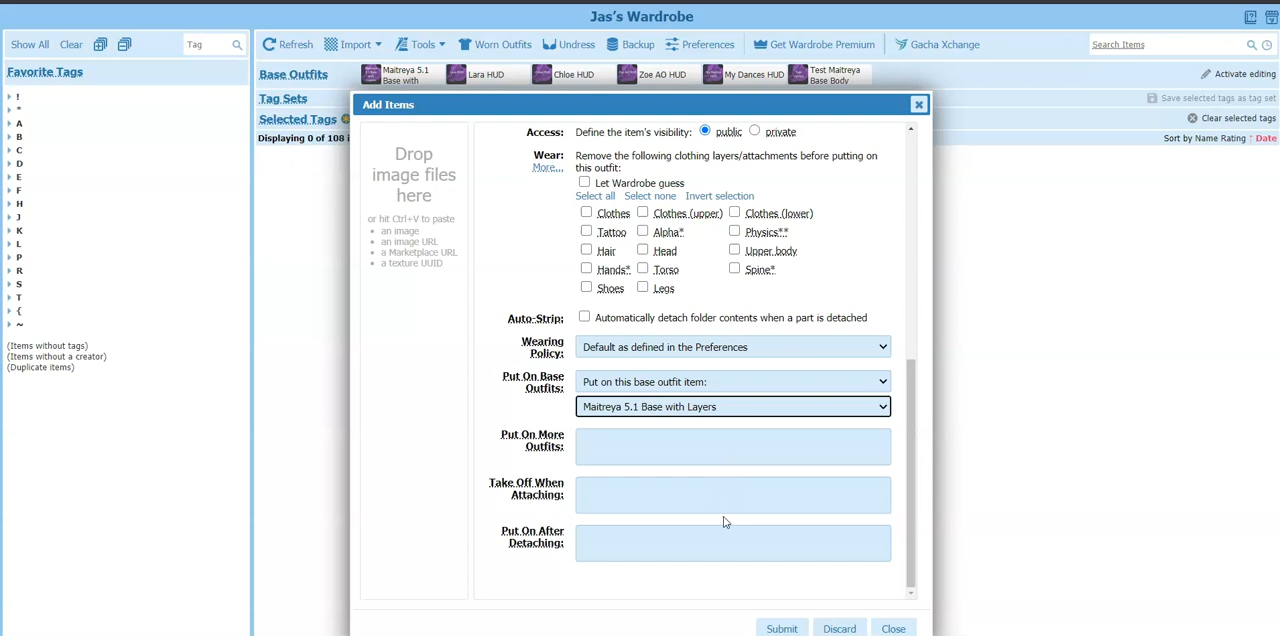 Jas's Wardrobe
Show All Clear Tag
Refresh Import Tools Worn Outfits Undress Backup Preferences Get Wardrobe Premium Gacha Xchange Search Items
Favorite Tags
Base Outfits Maitreya 5.1 Base with Lara HUD Chloe HUD Zoe AO HUD My Dances HUD Test Maitreya Base Body Activate editing
Tag Sets Save selected tags as tag set
Selected Tags Clear selected tags
Displaying 0 of 108 i Sort by Name Rating ↑ Date
!
*
A
B
C
D
E
F
H
J
K
L
P
R
S
T
{
~
(Items without tags)
(Items without a creator)
(Duplicate items)
Add Items
Drop
image files
here
or hit Ctrl+V to paste
• an image
• an image URL
• a Marketplace URL
• a texture UUID
Access: Define the item's visibility: public private
Wear: Remove the following clothing layers/attachments before putting on
More... this outfit:
Let Wardrobe guess
Select all Select none Invert selection
Clothes Clothes (upper) Clothes (lower)
Tattoo Alpha* Physics**
Hair Head Upper body
Hands* Torso Spine*
Shoes Legs
Auto-Strip: Automatically detach folder contents when a part is detached
Wearing
Policy: Default as defined in the Preferences
Put On Base
Outfits: Put on this base outfit item:
Maitreya 5.1 Base with Layers
Put On More
Outfits:
Take Off When
Attaching:
Put On After
Detaching:
Submit Discard Close